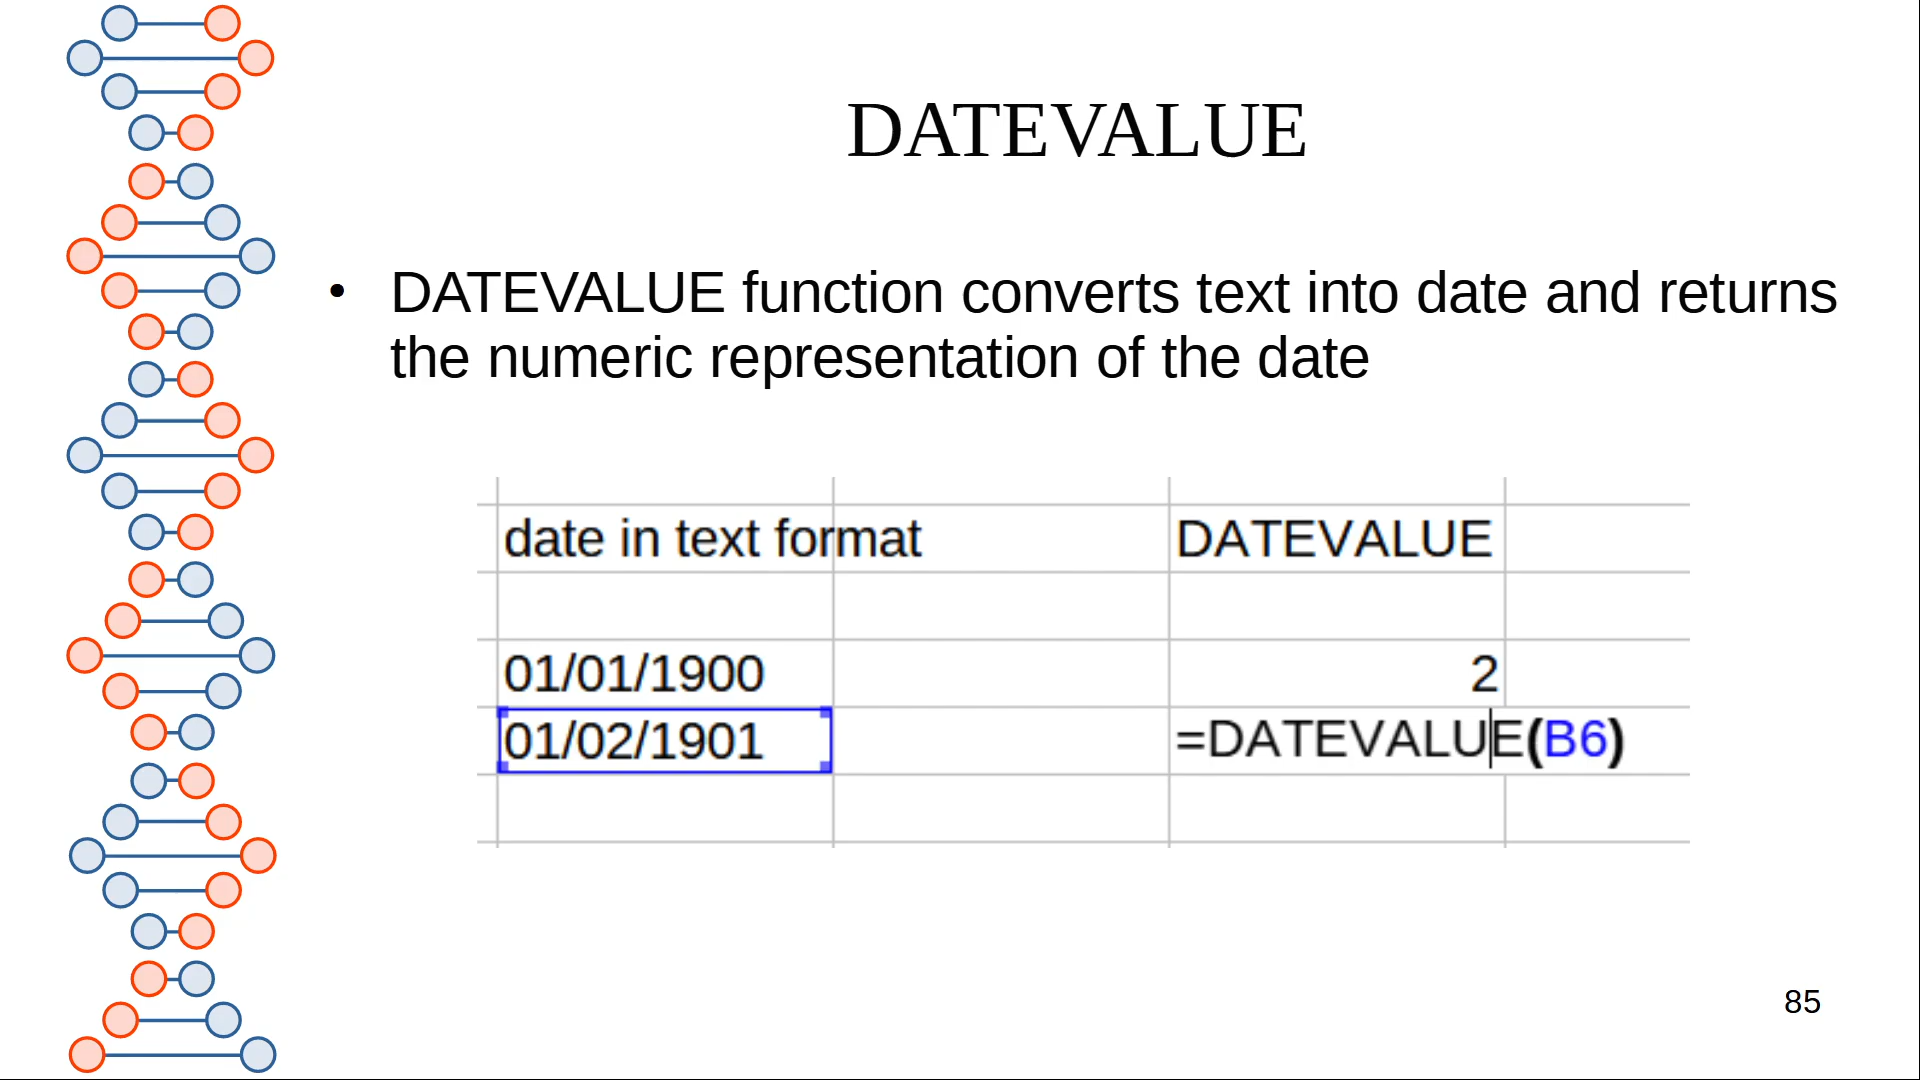 DATEVALUE
• DATEVALUE function converts text into date and returns
the numeric representation of the date
date in text format DATEVALUE
01/01/1900 2
01/02/1901 =DATEVALUE(B6)
85